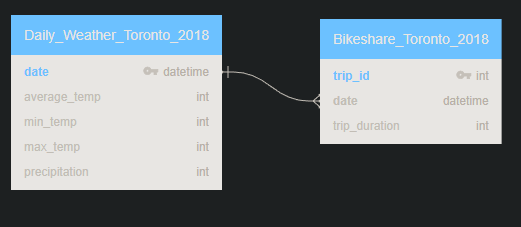 Daily_Weather_Toronto_2018
date datetime
average_temp int
min_temp int
max_temp int
precipitation int
Bikeshare_Toronto_2018
trip_id int
date datetime
trip_duration int